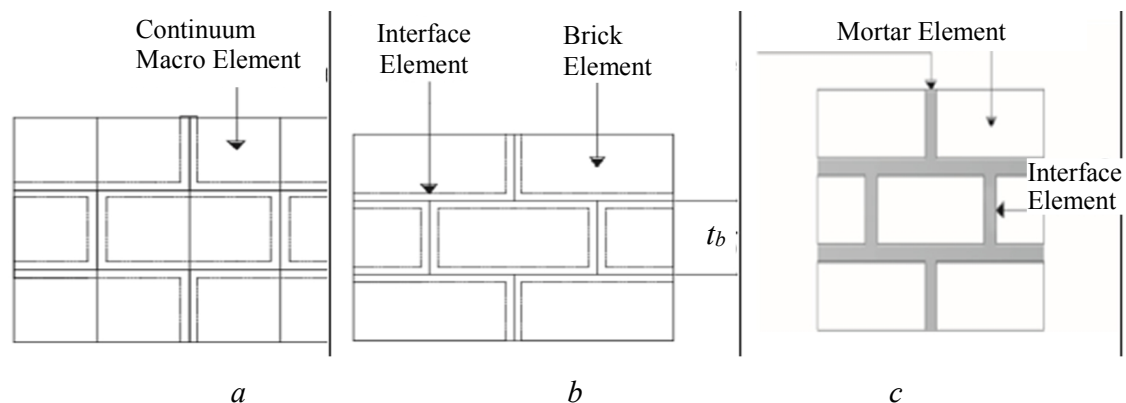 Continuum
Macro Element
Interface
Element
Brick
Element
t_b
Mortar Element
Interface
Element
a
b
c